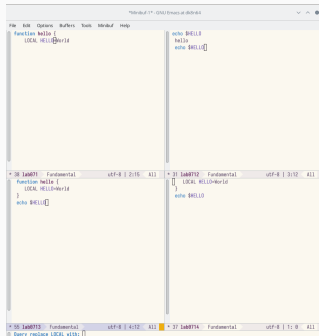 "Minibuf-1" - GNU Emacs at dk8n64
File Edit Options Buffers Tools Minibuf Help
function hello {
LOCAL HELLO=World
echo $HELLO
hello
echo $HELLO
* 38 lab071 Fundamental utf-8 | 2:15 All
* 31 lab0712 Fundamental utf-8 | 3:12 All
function hello {
LOCAL HELLO=World
}
echo $HELLO
LOCAL HELLO=World
}
echo $HELLO
* 55 lab0713 Fundamental utf-8 | 4:12 All
* 37 lab0714 Fundamental utf-8 | 1: 0 All
Query replace LOCAL with: